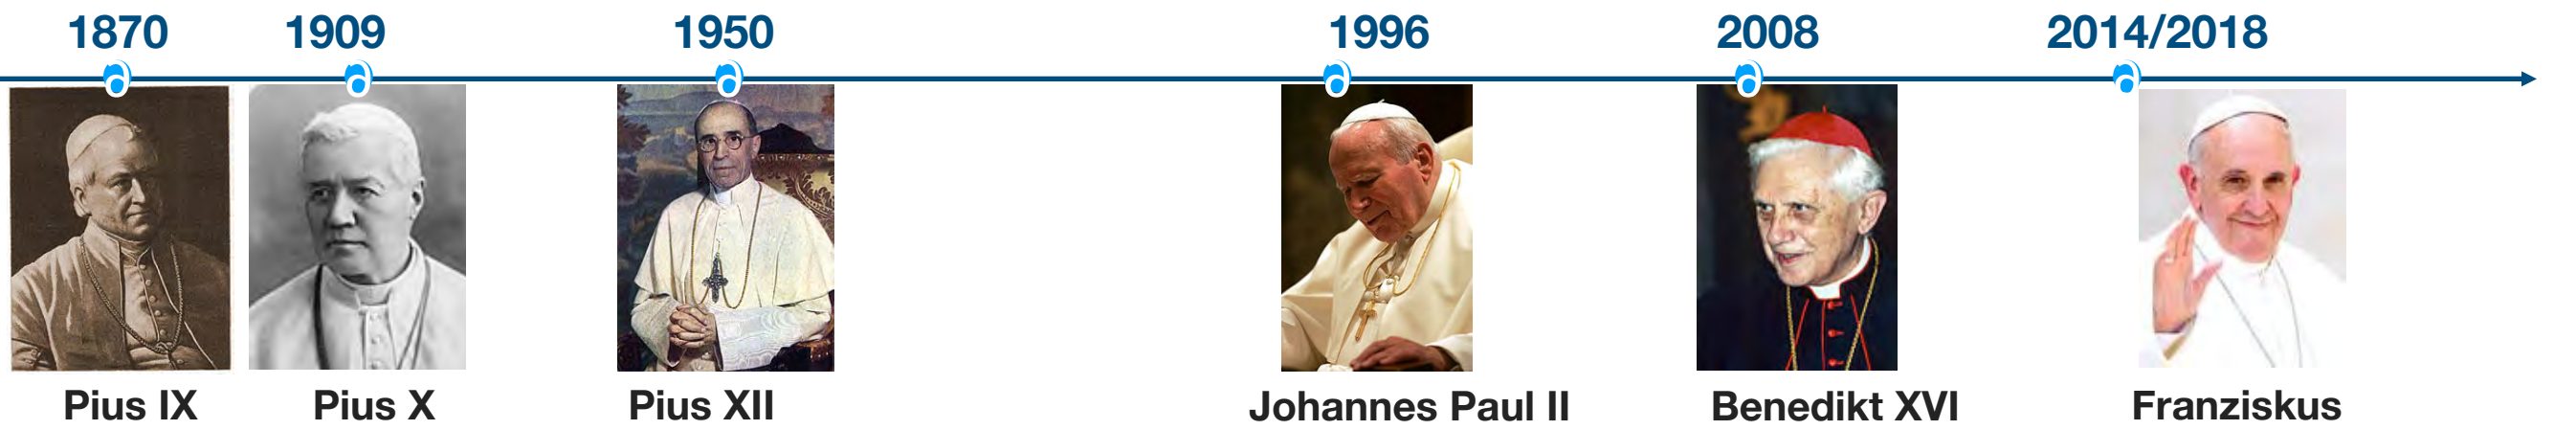 1870
1909
1950
1996
2008
2014/2018
Pius IX
Pius X
Pius XII
Johannes Paul II
Benedikt XVI
Franziskus